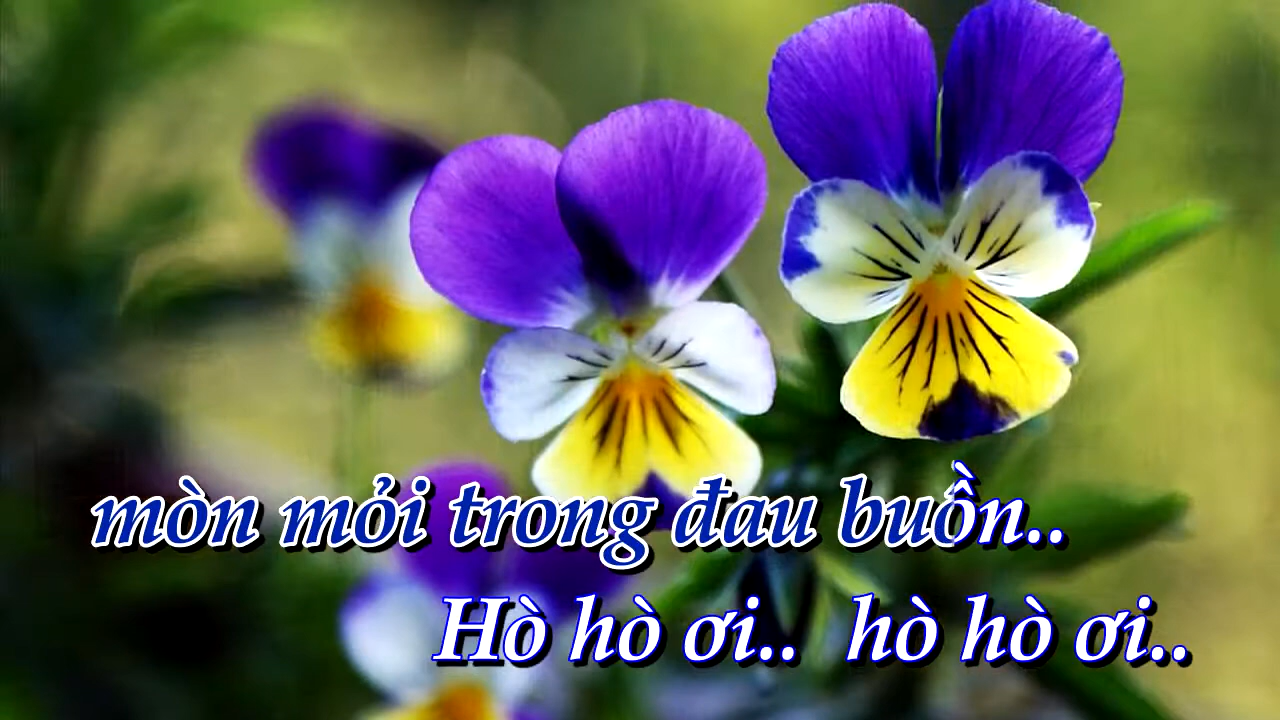 mòn mỏi trong đau buồn..
Hò hò ơi.. hò hò ơi..